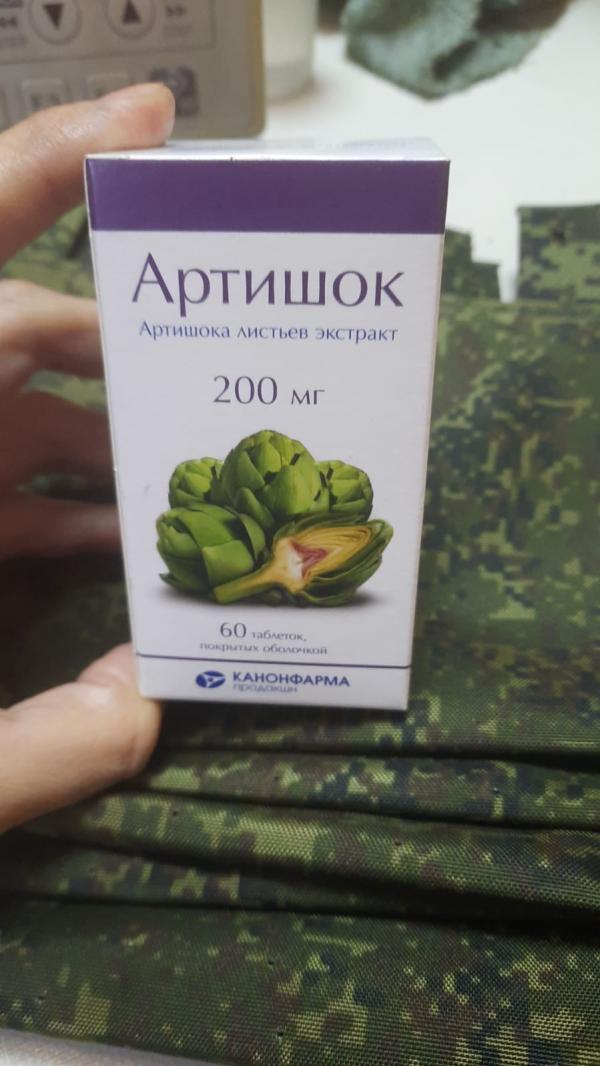 Артишок
Артишока листьев экстракт
200 мг
60 таблеток,
покрытых оболочкой
КАНОНФАРМА
продакшн